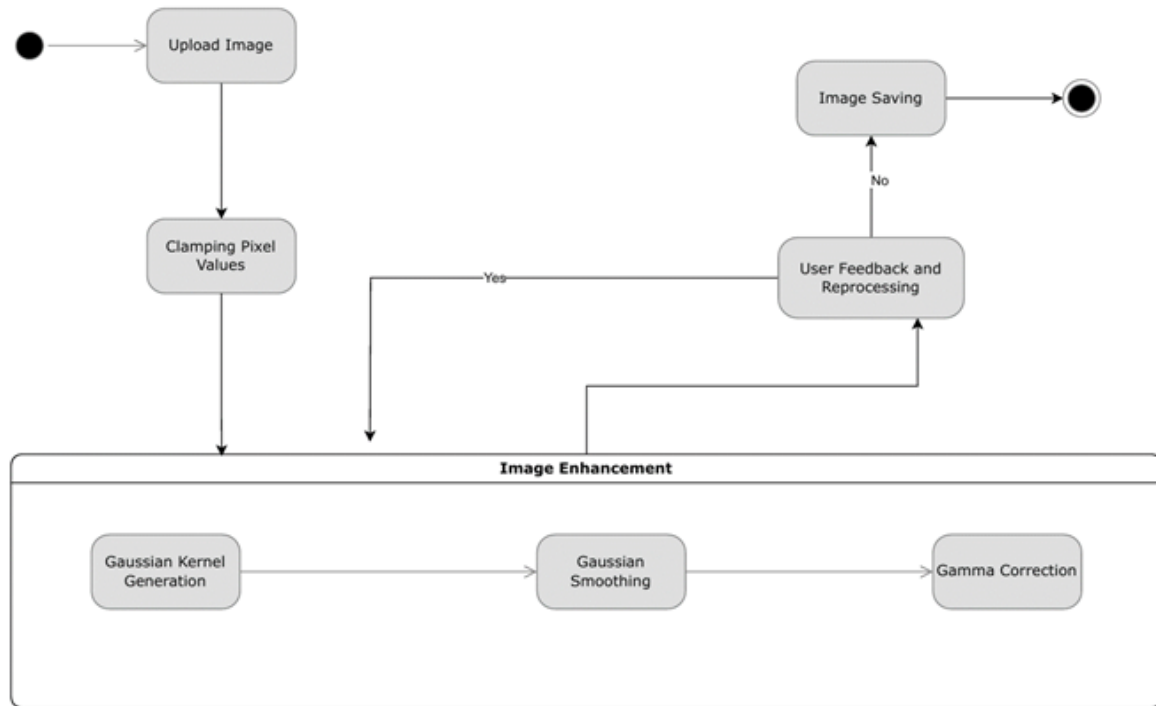 Upload Image
Image Saving
No
Clamping Pixel
Values
User Feedback and
Reprocessing
Yes
Image Enhancement
Gaussian Kernel
Generation
Gaussian
Smoothing
Gamma Correction